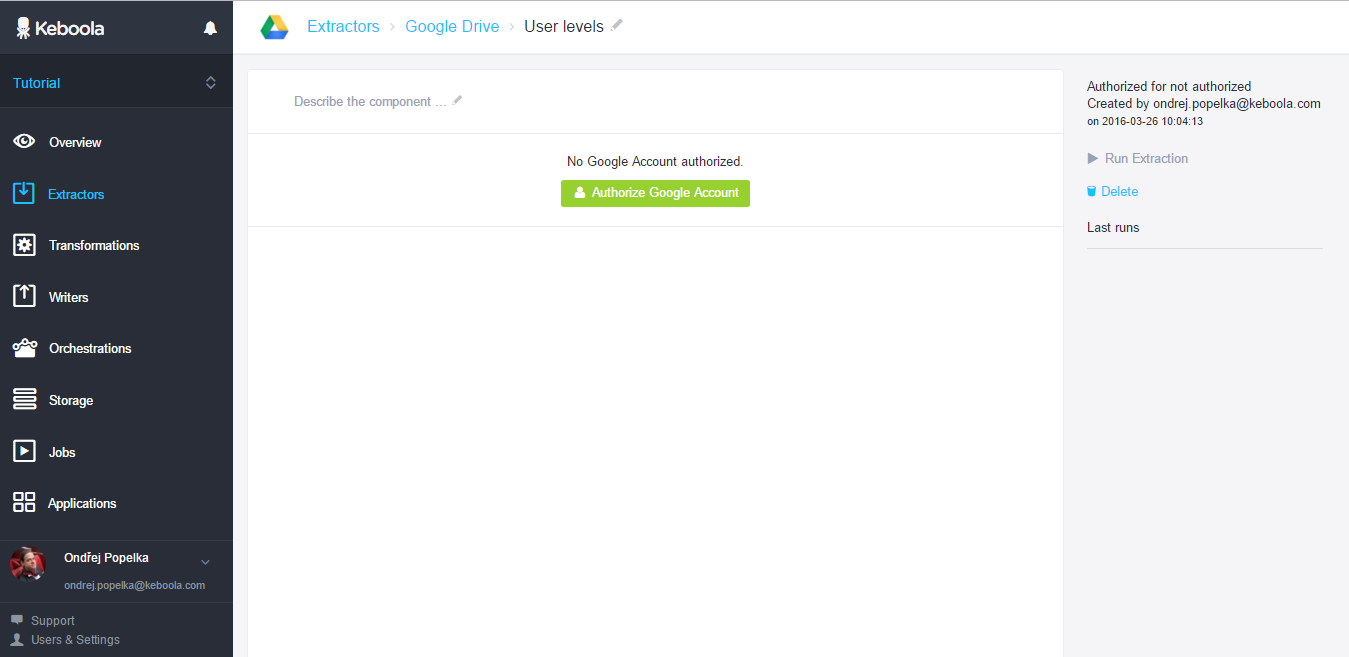 Keboola
Tutorial
Overview
Extractors
Transformations
Writers
Orchestrations
Storage
Jobs
Applications
Ondřej Popelka
ondrej.popelka@keboola.com
Support
Users & Settings
Extractors › Google Drive › User levels
Describe the component ...
No Google Account authorized.
Authorize Google Account
Authorized for not authorized
Created by ondrej.popelka@keboola.com
on 2016-03-26 10:04:13
Run Extraction
Delete
Last runs